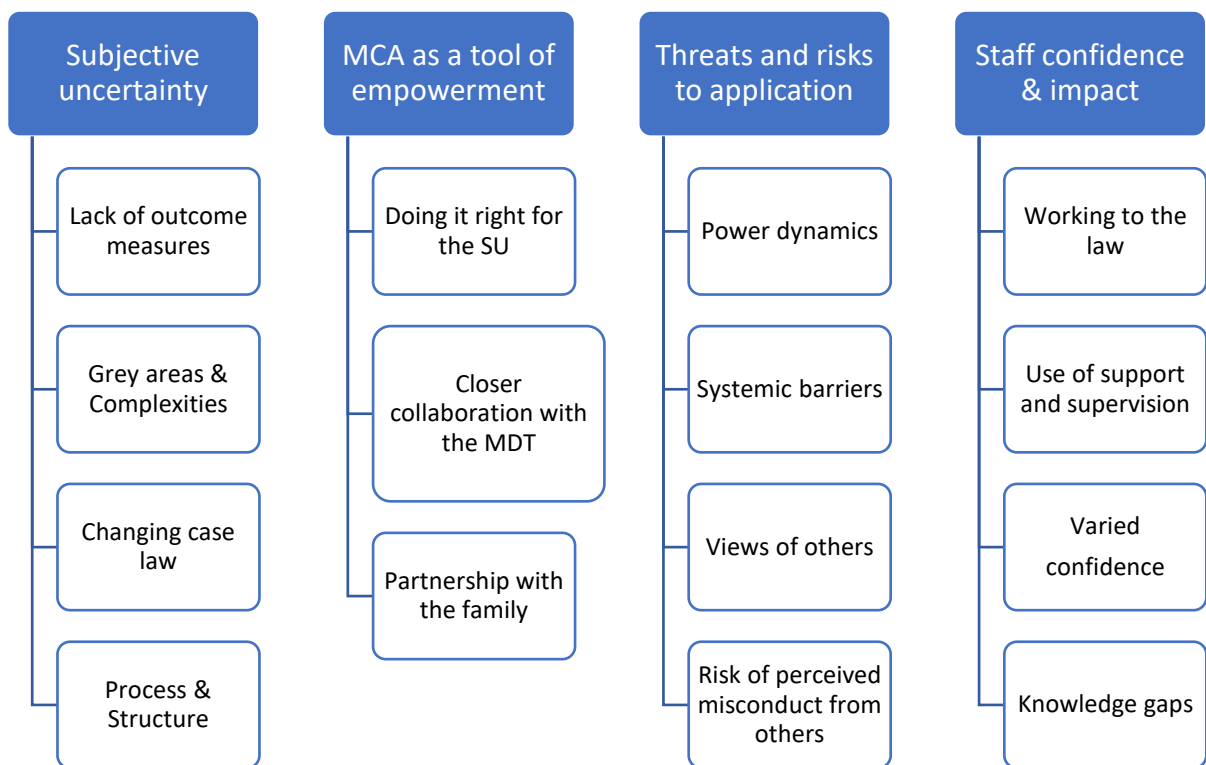 Subjective
uncertainty
Lack of outcome
measures
Grey areas &
Complexities
Changing case
law
Process &
Structure
MCA as a tool of
empowerment
Doing it right for
the SU
Closer
collaboration with
the MDT
Partnership with
the family
Threats and risks
to application
Power dynamics
Systemic barriers
Views of others
Risk of perceived
misconduct from
others
Staff confidence
& impact
Working to the
law
Use of support
and supervision
Varied
confidence
Knowledge gaps